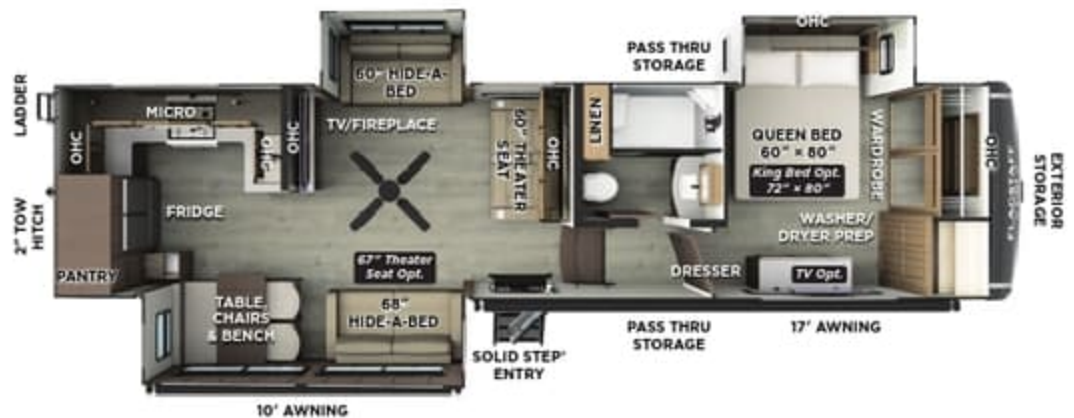 OHC
PASS THRU
STORAGE
60" HIDE-A-
BED
LADDER
MICRO
OHC
OHC
OHC
TV/FIREPLACE
60" THEATER
SEAT
OHC
LINEN
QUEEN BED
60" × 80"
King Bed Opt.
72" × 80"
WARDROBE
OHC
FLAGSTAFF
EXTERIOR
STORAGE
2" TOW
HITCH
FRIDGE
WASHER/
DRYER PREP
PANTRY
67" Theater
Seat Opt.
DRESSER
TV Opt.
TABLE,
CHAIRS
& BENCH
68"
HIDE-A-BED
SOLID STEP®
ENTRY
PASS THRU
STORAGE
17' AWNING
10' AWNING